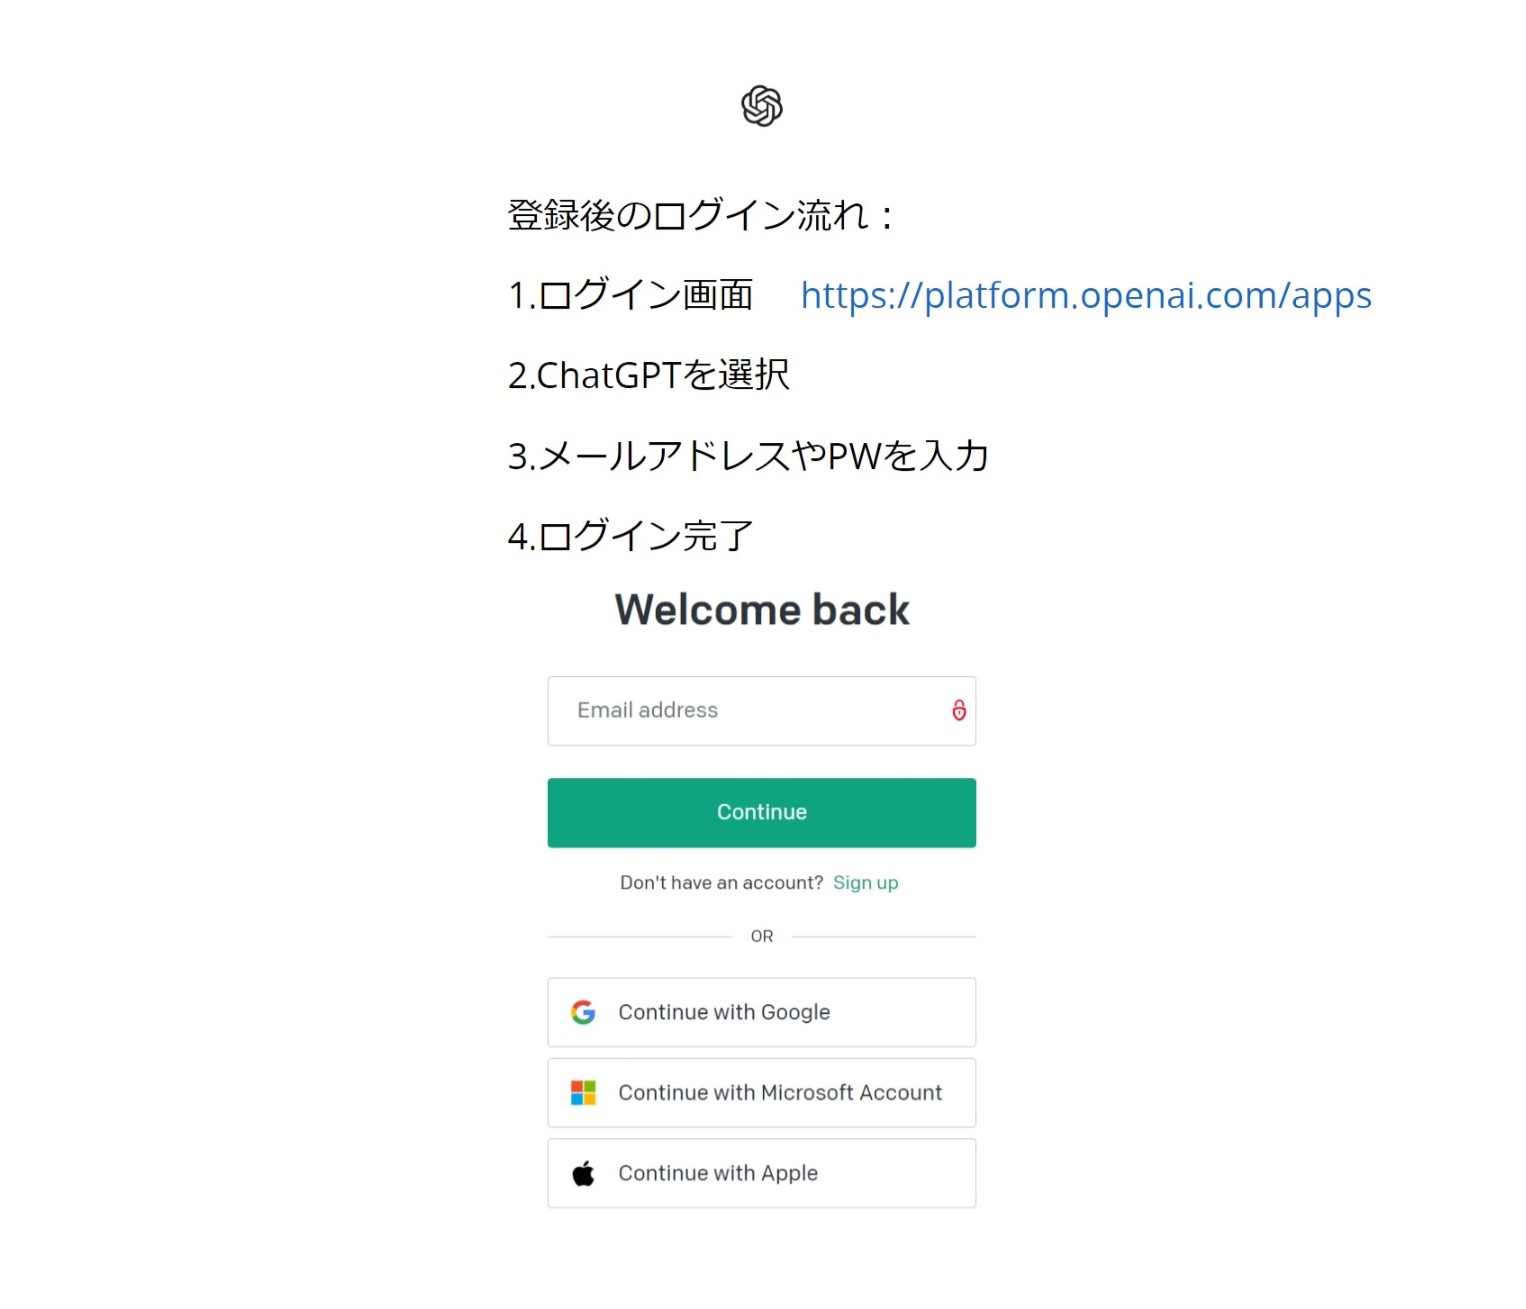 登録後のログイン流れ：
1.ログイン画面　https://platform.openai.com/apps
2.ChatGPTを選択
3.メールアドレスやPWを入力
4.ログイン完了
Welcome back
Email address
Continue
Don't have an account? Sign up
OR
Continue with Google
Continue with Microsoft Account
Continue with Apple